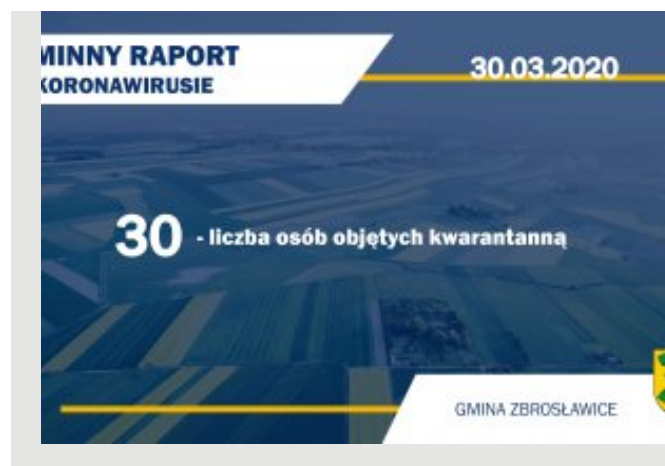 MINNY RAPORT
KORONAWIRUSIE
30.03.2020
30 - liczba osób objętych kwarantanną
GMINA ZBROSŁAWICE